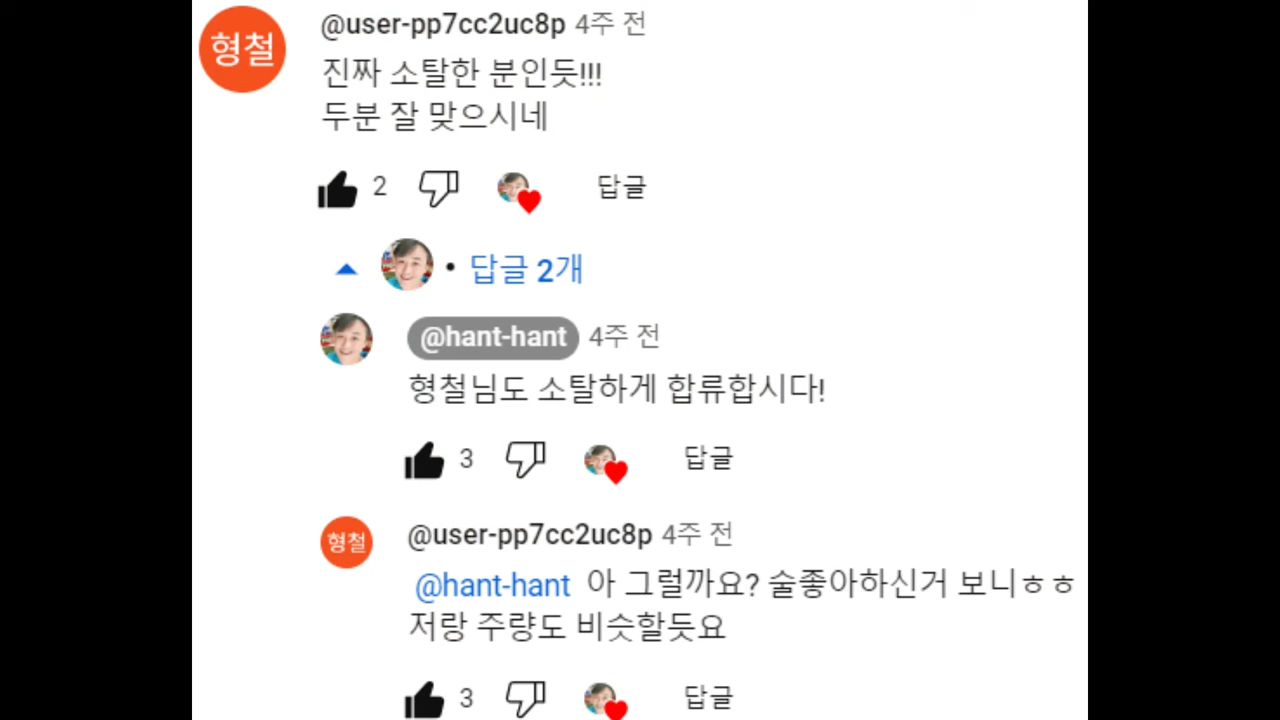 형철
@user-pp7cc2uc8p 4주 전
진짜 소탈한 분인듯!!!
두분 잘 맞으시네
2 답글
• 답글 2개
@hant-hant 4주 전
형철님도 소탈하게 합류합시다!
3 답글
형철
@user-pp7cc2uc8p 4주 전
@hant-hant 아 그럴까요? 술좋아하신거 보니ㅎㅎ
저랑 주량도 비슷할듯요
3 답글